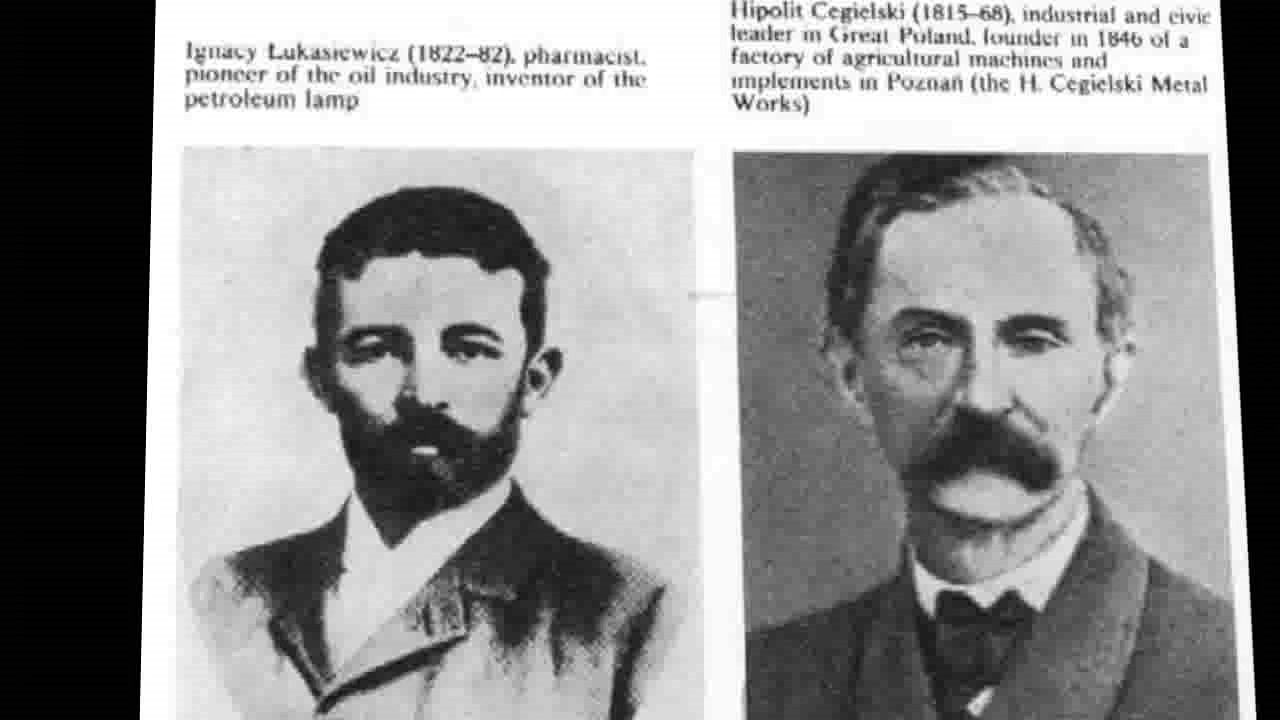 Ignacy Łukasiewicz (1822–82), pharmacist,
pioneer of the oil industry, inventor of the
petroleum lamp
Hipolit Cegielski (1815–68), industrial and civic
leader in Great Poland, founder in 1846 of a
factory of agricultural machines and
implements in Poznań (the H. Cegielski Metal
Works)